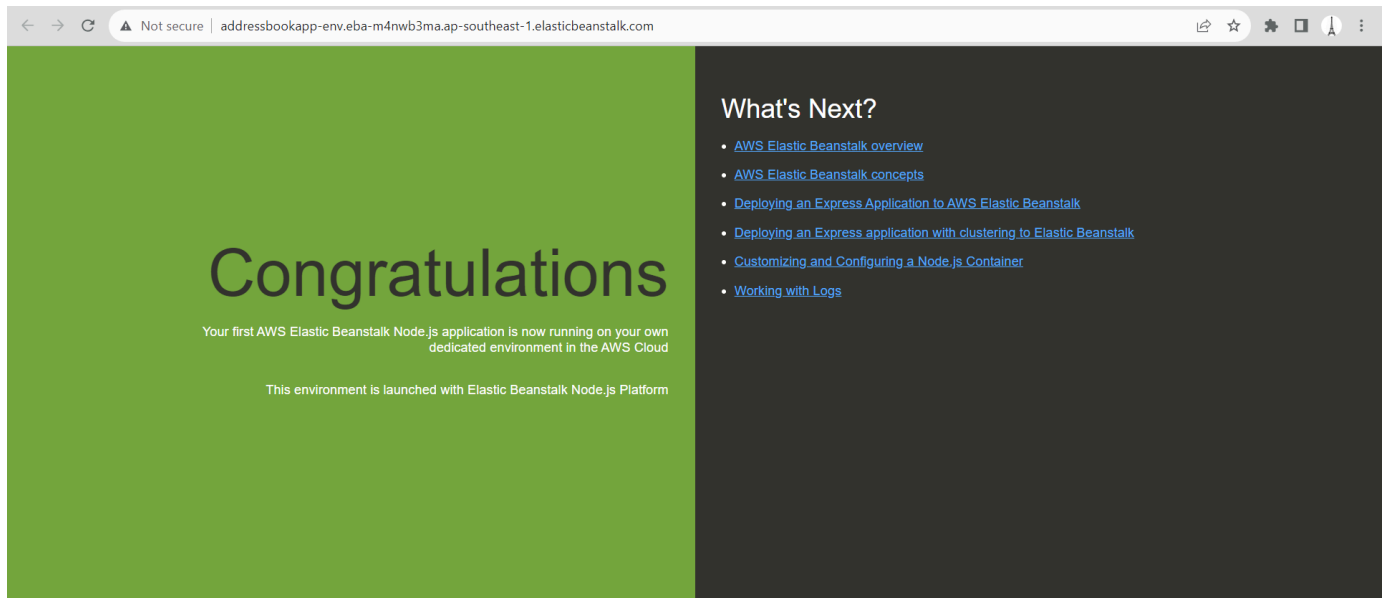 Not secure
addressbookapp-env.eba-m4nwb3ma.ap-southeast-1.elasticbeanstalk.com
Congratulations
Your first AWS Elastic Beanstalk Node.js application is now running on your own
dedicated environment in the AWS Cloud
This environment is launched with Elastic Beanstalk Node.js Platform
What's Next?
AWS Elastic Beanstalk overview
AWS Elastic Beanstalk concepts
Deploying an Express Application to AWS Elastic Beanstalk
Deploying an Express application with clustering to Elastic Beanstalk
Customizing and Configuring a Node.js Container
Working with Logs